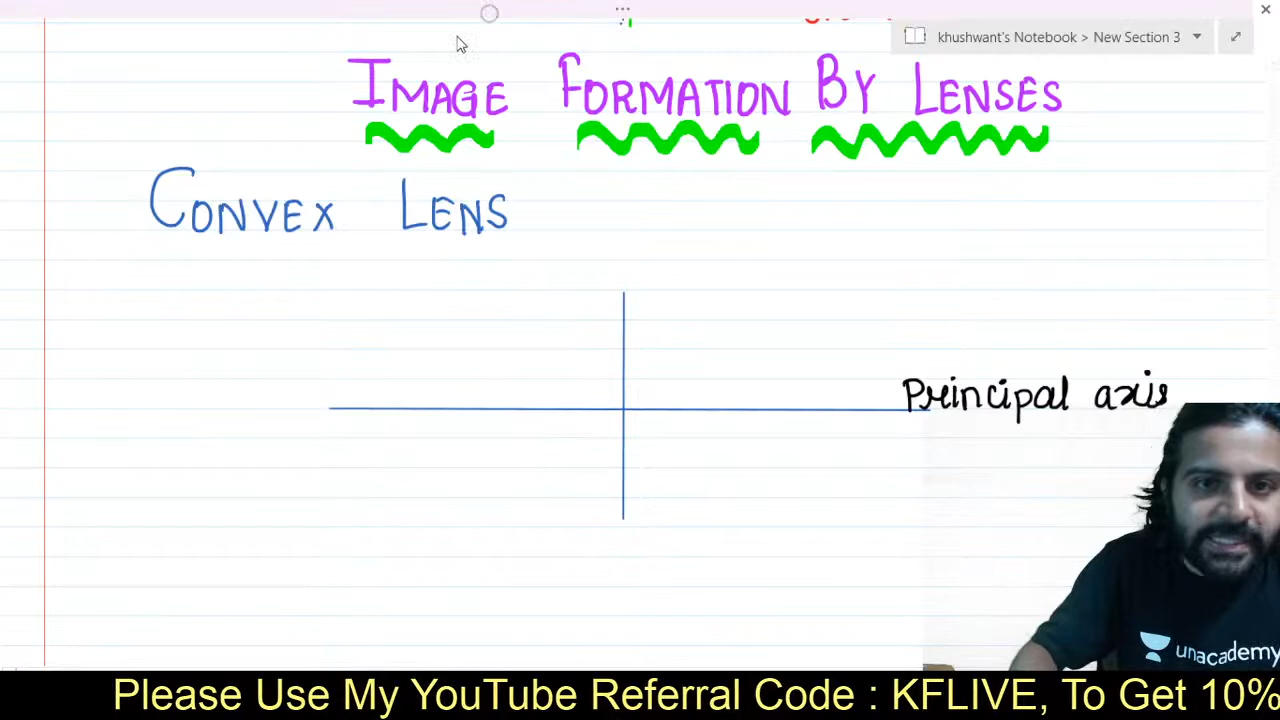 khushwant's Notebook > New Section 3
IMAGE FORMATION BY LENSES
CONVEX LENS
Principal axis
unacademy
Please Use My YouTube Referral Code : KFLIVE, To Get 10%